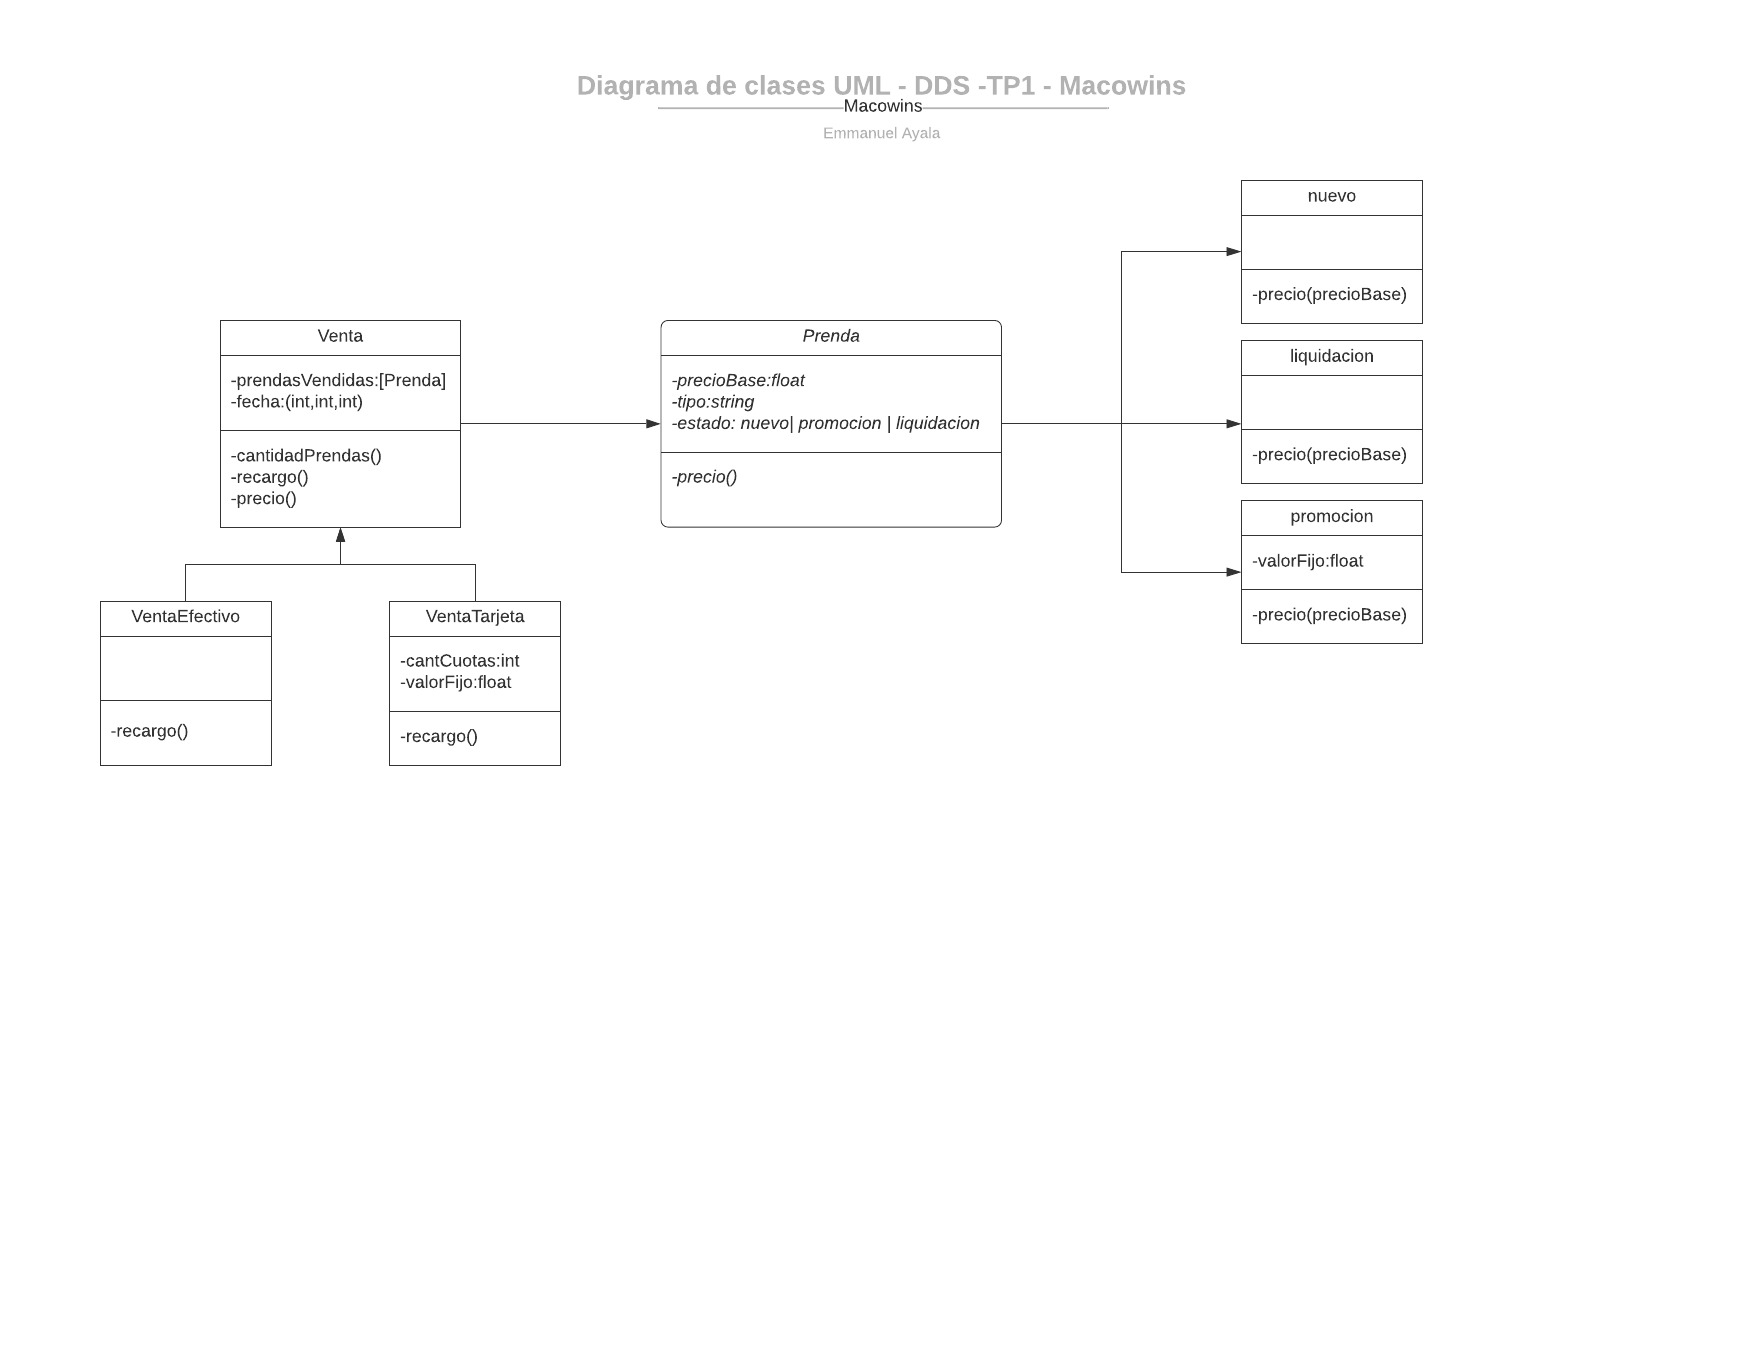 Diagrama de clases UML - DDS -TP1 - Macowins
Macowins
Emmanuel Ayala
Venta
-prendasVendidas:[Prenda]
-fecha:(int,int,int)
-cantidadPrendas()
-recargo()
-precio()
VentaEfectivo
-recargo()
VentaTarjeta
-cantCuotas:int
-valorFijo:float
-recargo()
Prenda
-precioBase:float
-tipo:string
-estado: nuevo| promocion | liquidacion
-precio()
nuevo
-precio(precioBase)
liquidacion
-precio(precioBase)
promocion
-valorFijo:float
-precio(precioBase)